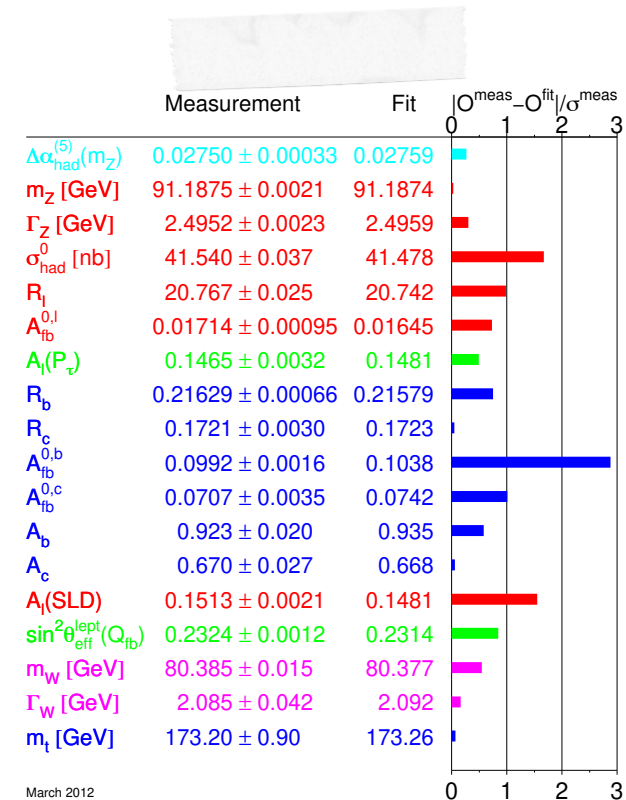 Measurement Fit |O^meas−O^fit|/σ^meas
0 1 2 3
Δα_had^(5)(m_Z) 0.02750 ± 0.00033 0.02759
m_Z [GeV] 91.1875 ± 0.0021 91.1874
Γ_Z [GeV] 2.4952 ± 0.0023 2.4959
σ_had^0 [nb] 41.540 ± 0.037 41.478
R_l 20.767 ± 0.025 20.742
A_fb^0,l 0.01714 ± 0.00095 0.01645
A_l(P_τ) 0.1465 ± 0.0032 0.1481
R_b 0.21629 ± 0.00066 0.21579
R_c 0.1721 ± 0.0030 0.1723
A_fb^0,b 0.0992 ± 0.0016 0.1038
A_fb^0,c 0.0707 ± 0.0035 0.0742
A_b 0.923 ± 0.020 0.935
A_c 0.670 ± 0.027 0.668
A_l(SLD) 0.1513 ± 0.0021 0.1481
sin²θ_eff^lept(Q_fb) 0.2324 ± 0.0012 0.2314
m_W [GeV] 80.385 ± 0.015 80.377
Γ_W [GeV] 2.085 ± 0.042 2.092
m_t [GeV] 173.20 ± 0.90 173.26
0 1 2 3
March 2012